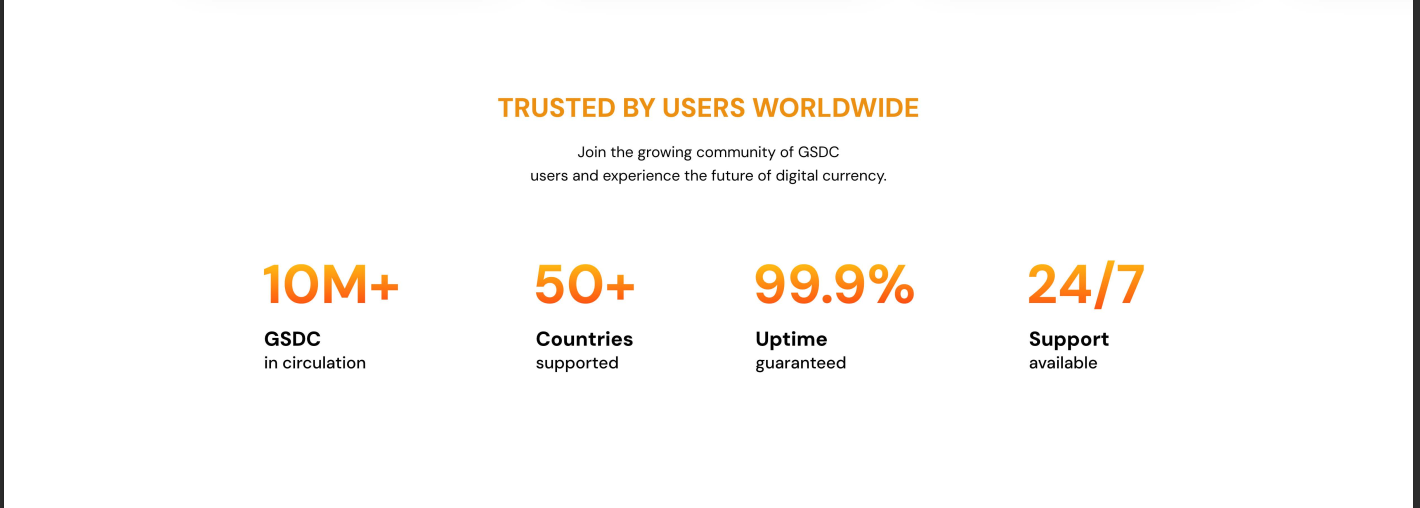 TRUSTED BY USERS WORLDWIDE
Join the growing community of GSDC
users and experience the future of digital currency.
10M+
GSDC
in circulation
50+
Countries
supported
99.9%
Uptime
guaranteed
24/7
Support
available